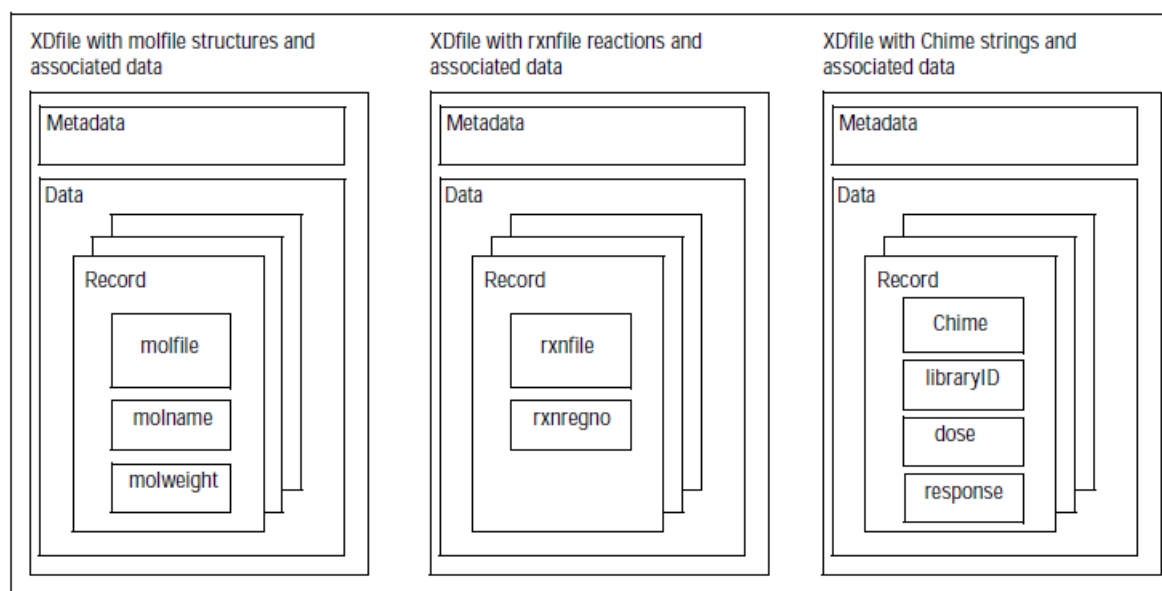 XDfile with molfile structures and
associated data
Metadata
Data
Record
molfile
molname
molweight
XDfile with rxnfile reactions and
associated data
Metadata
Data
Record
rxnfile
rxnregno
XDfile with Chime strings and
associated data
Metadata
Data
Record
Chime
libraryID
dose
response